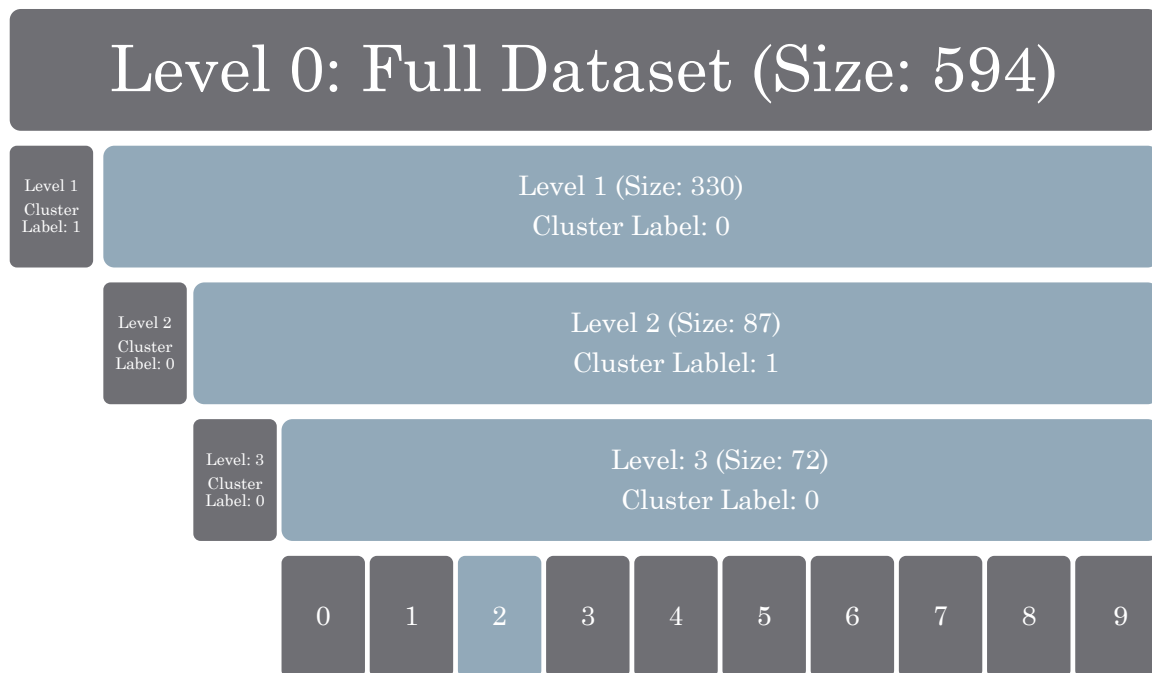 Level 0: Full Dataset (Size: 594)
Level 1
Cluster
Label: 1
Level 1 (Size: 330)
Cluster Label: 0
Level 2
Cluster
Label: 0
Level 2 (Size: 87)
Cluster Lablel: 1
Level: 3
Cluster
Label: 0
Level: 3 (Size: 72)
Cluster Label: 0
0 1 2 3 4 5 6 7 8 9